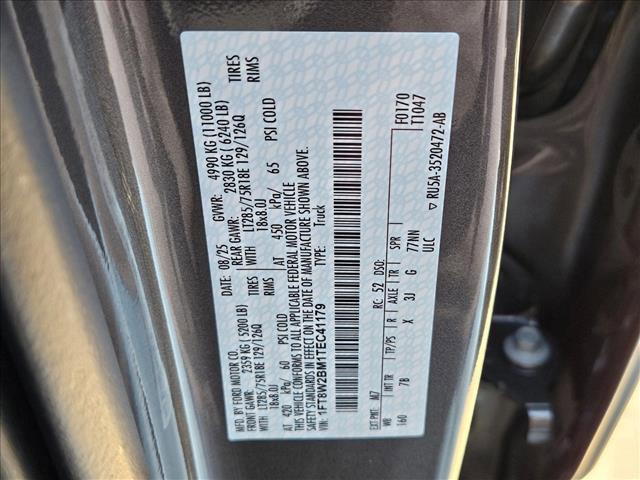 MFD. BY FORD MOTOR CO.
DATE: 08/25 GVWR: 4990 KG (11000 LB)
FRONT GAWR: 2359 KG (5200 LB) REAR GAWR: 2830 KG (6240 LB)
WITH LT285/75R18E 129/126Q WITH LT285/75R18E 129/126Q TIRES
18x8.0J RIMS 18x8.0J RIMS
AT 420 kPa/ 60 PSI COLD AT 450 kPa/ 65 PSI COLD
THIS VEHICLE CONFORMS TO ALL APPLICABLE FEDERAL MOTOR VEHICLE
SAFETY STANDARDS IN EFFECT ON THE DATE OF MANUFACTURE SHOWN ABOVE.
VIN: 1FT8W2BM1TEC41179
TYPE: Truck
F0170
T1047
EXT PNT: M7 RC: 52 DSO:
WB INT TR TP/PS R AXLE TR SPR
160 7B X 3J G 77NN
ULC
▽ RU5A-3520472-AB